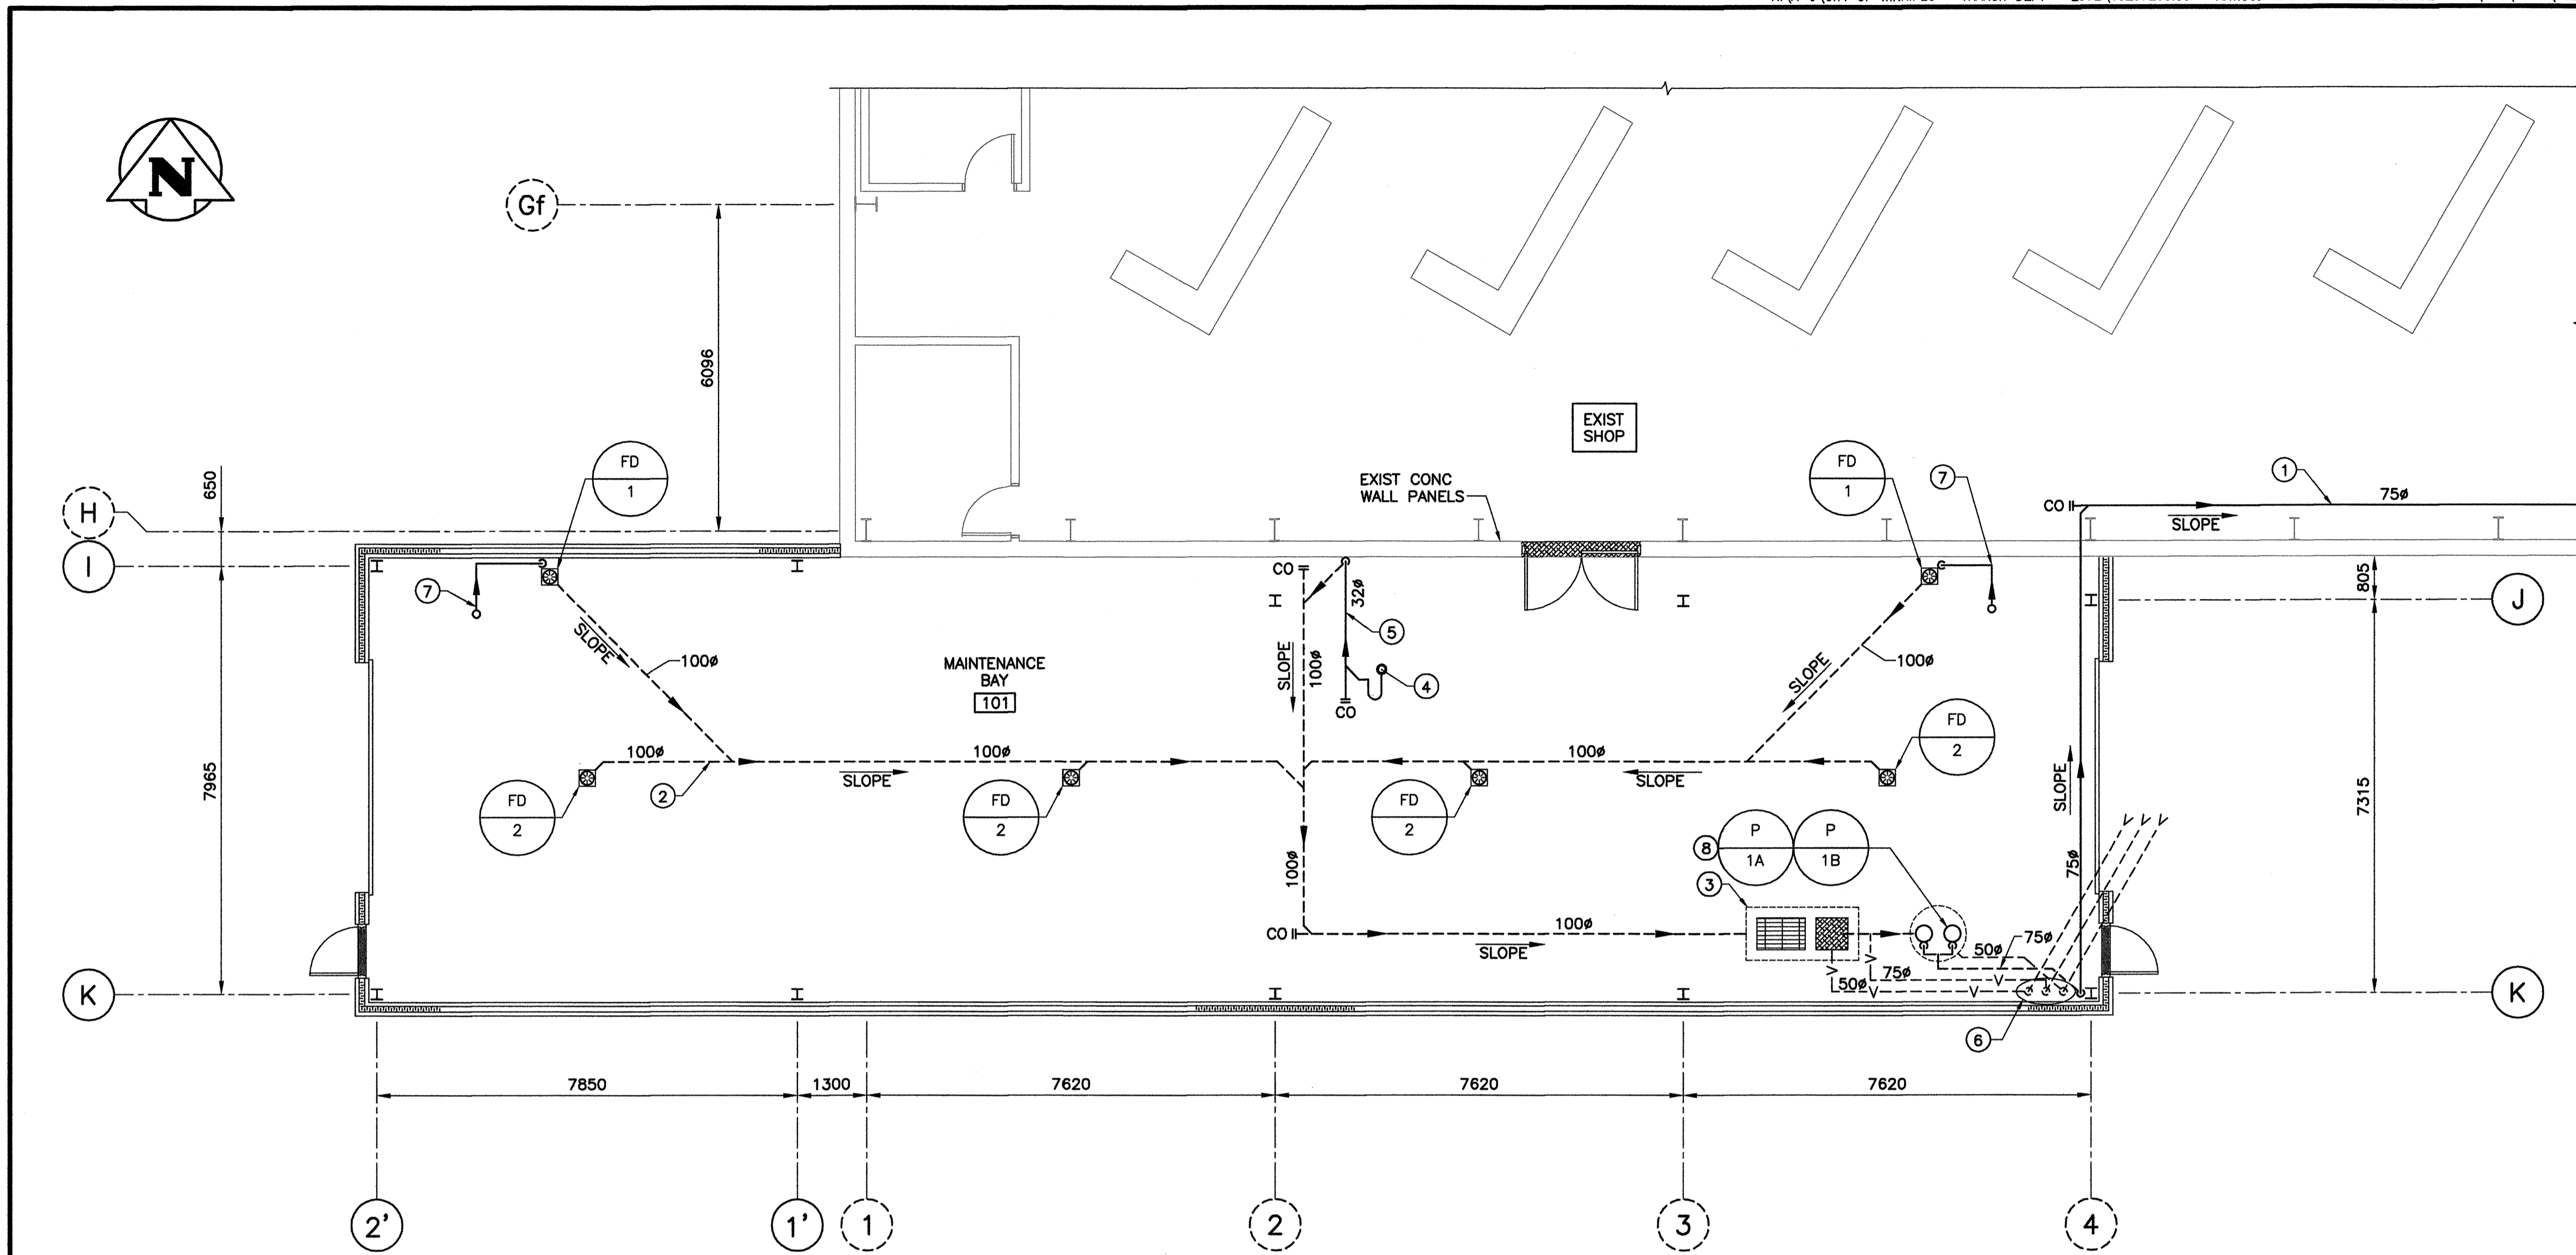 N
Gf
6096
EXIST
SHOP
FD
1
EXIST CONC
WALL PANELS
FD
1
7
1
75ø
CO
SLOPE
650
H
I
7
SLOPE
100ø
MAINTENANCE
BAY
101
CO
32ø
5
SLOPE
100ø
4
CO
SLOPE
100ø
805
J
FD
2
100ø
2
100ø
SLOPE
100ø
SLOPE
7965
FD
2
FD
2
FD
2
SLOPE
75ø
V V V
7315
8
P
1A
P
1B
3
100ø
CO
100ø
SLOPE
50ø
75ø
V
V
75ø
V
50ø
V
V
K
K
6
7850
1300
7620
7620
7620
2'
1'
1
2
3
4